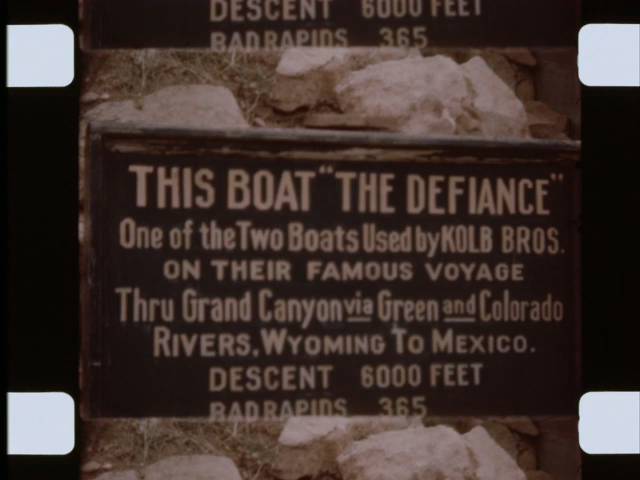 DESCENT 6000 FEET
BAD RAPIDS 365
THIS BOAT "THE DEFIANCE"
One of the Two Boats Used by KOLB BROS.
ON THEIR FAMOUS VOYAGE
Thru Grand Canyon via Green and Colorado
RIVERS, WYOMING TO MEXICO.
DESCENT 6000 FEET
BAD RAPIDS 365